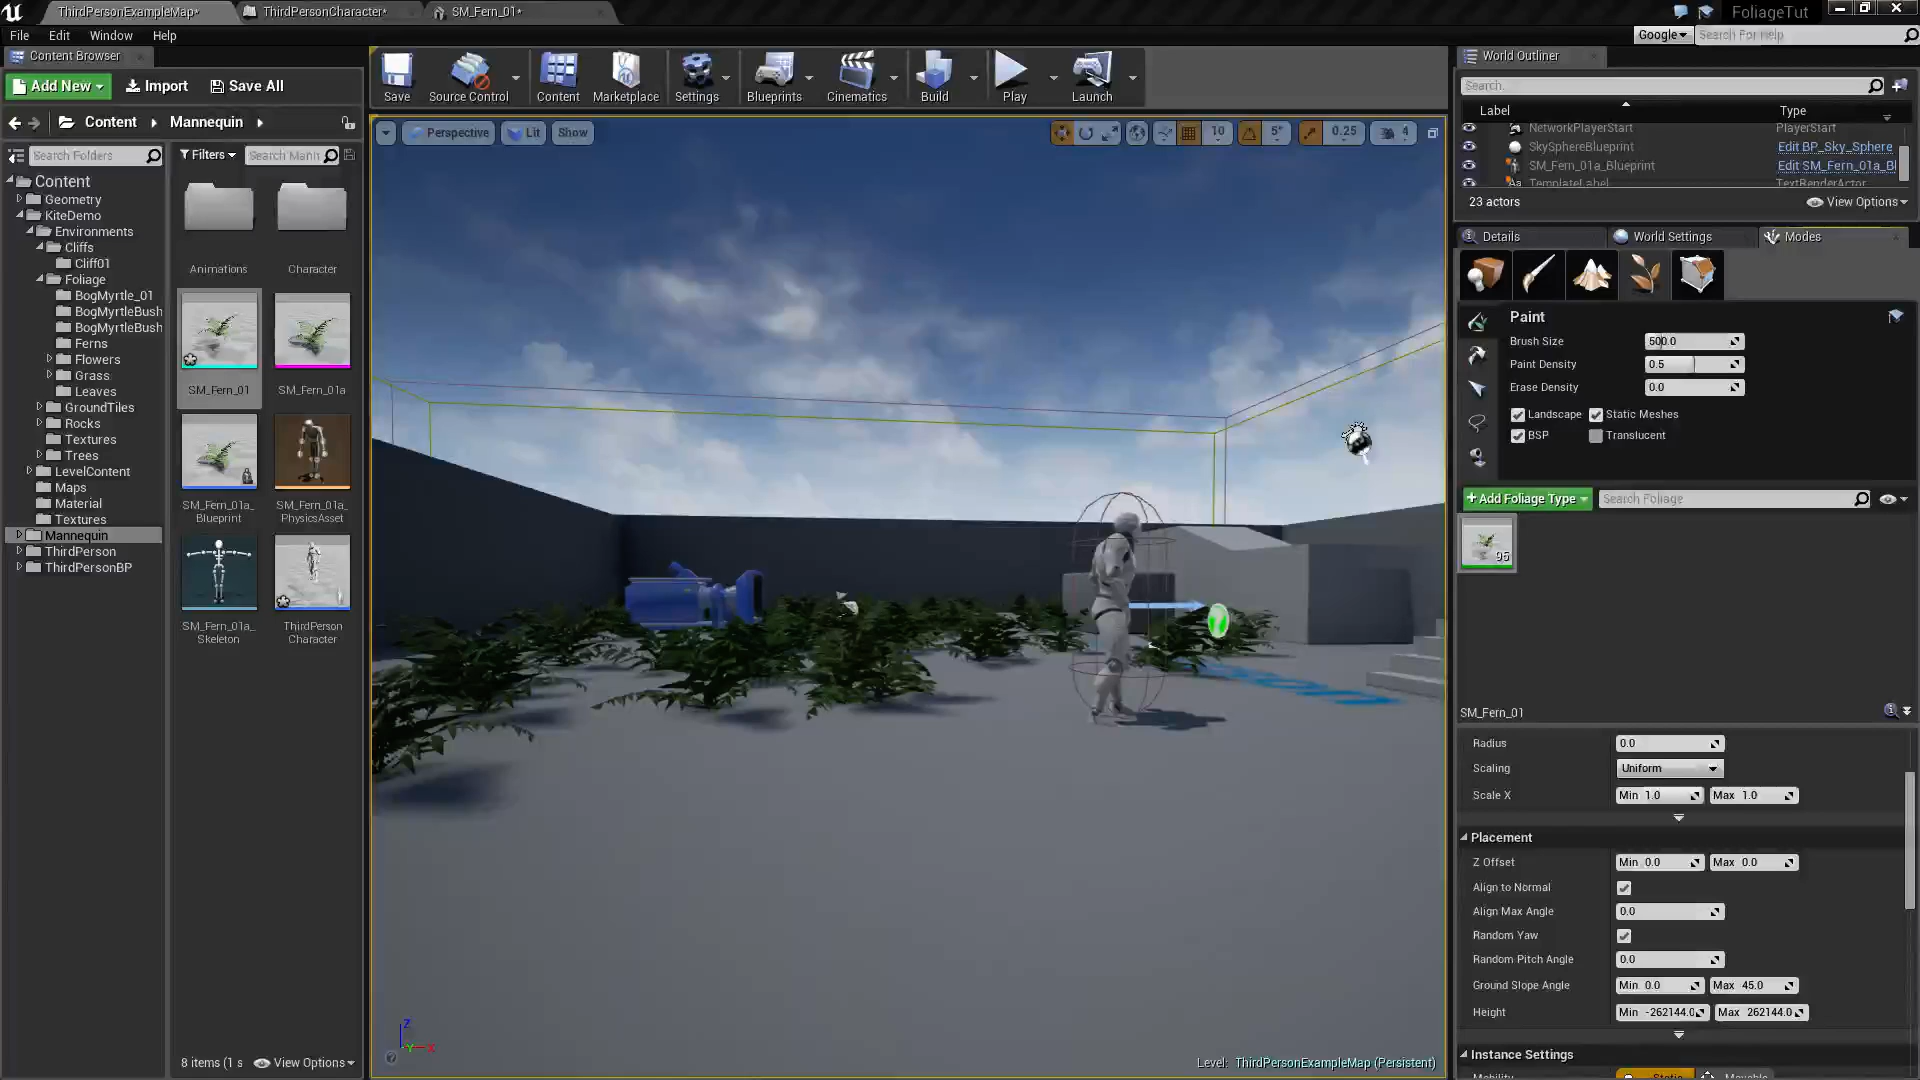 ThirdPersonExampleMap*
ThirdPersonCharacter*
SM_Fern_01*
FoliageTut
File Edit Window Help
Google
Search For Help
Content Browser
Add New
Import
Save All
Content
Mannequin
Search Folders
Filters
Search Mann
Content
Geometry
KiteDemo
Environments
Cliffs
Cliff01
Foliage
BogMyrtle_01
BogMyrtleBush
BogMyrtleBush
Ferns
Flowers
Grass
Leaves
GroundTiles
Rocks
Textures
Trees
LevelContent
Maps
Material
Textures
Mannequin
ThirdPerson
ThirdPersonBP
Animations
Character
SM_Fern_01
SM_Fern_01a
SM_Fern_01a_
Blueprint
SM_Fern_01a_
PhysicsAsset
SM_Fern_01a_
Skeleton
ThirdPerson
Character
8 items (1 s
View Options
Save
Source Control
Content
Marketplace
Settings
Blueprints
Cinematics
Build
Play
Launch
Perspective
Lit
Show
10
5°
0.25
4
Z
X
Level: ThirdPersonExampleMap (Persistent)
World Outliner
Search.
Label
Type
NetworkPlayerStart
PlayerStart
SkySphereBlueprint
Edit BP_Sky_Sphere
SM_Fern_01a_Blueprint
Edit SM_Fern_01a_Bl
TemplateLabel
TextRenderActor
23 actors
View Options
Details
World Settings
Modes
Paint
Brush Size 500.0
Paint Density 0.5
Erase Density 0.0
Landscape
Static Meshes
BSP
Translucent
Add Foliage Type
Search Foliage
95
SM_Fern_01
Radius 0.0
Scaling Uniform
Scale X Min 1.0 Max 1.0
Placement
Z Offset Min 0.0 Max 0.0
Align to Normal
Align Max Angle 0.0
Random Yaw
Random Pitch Angle 0.0
Ground Slope Angle Min 0.0 Max 45.0
Height Min -262144.0 Max 262144.0
Instance Settings
Mobility Static Movable